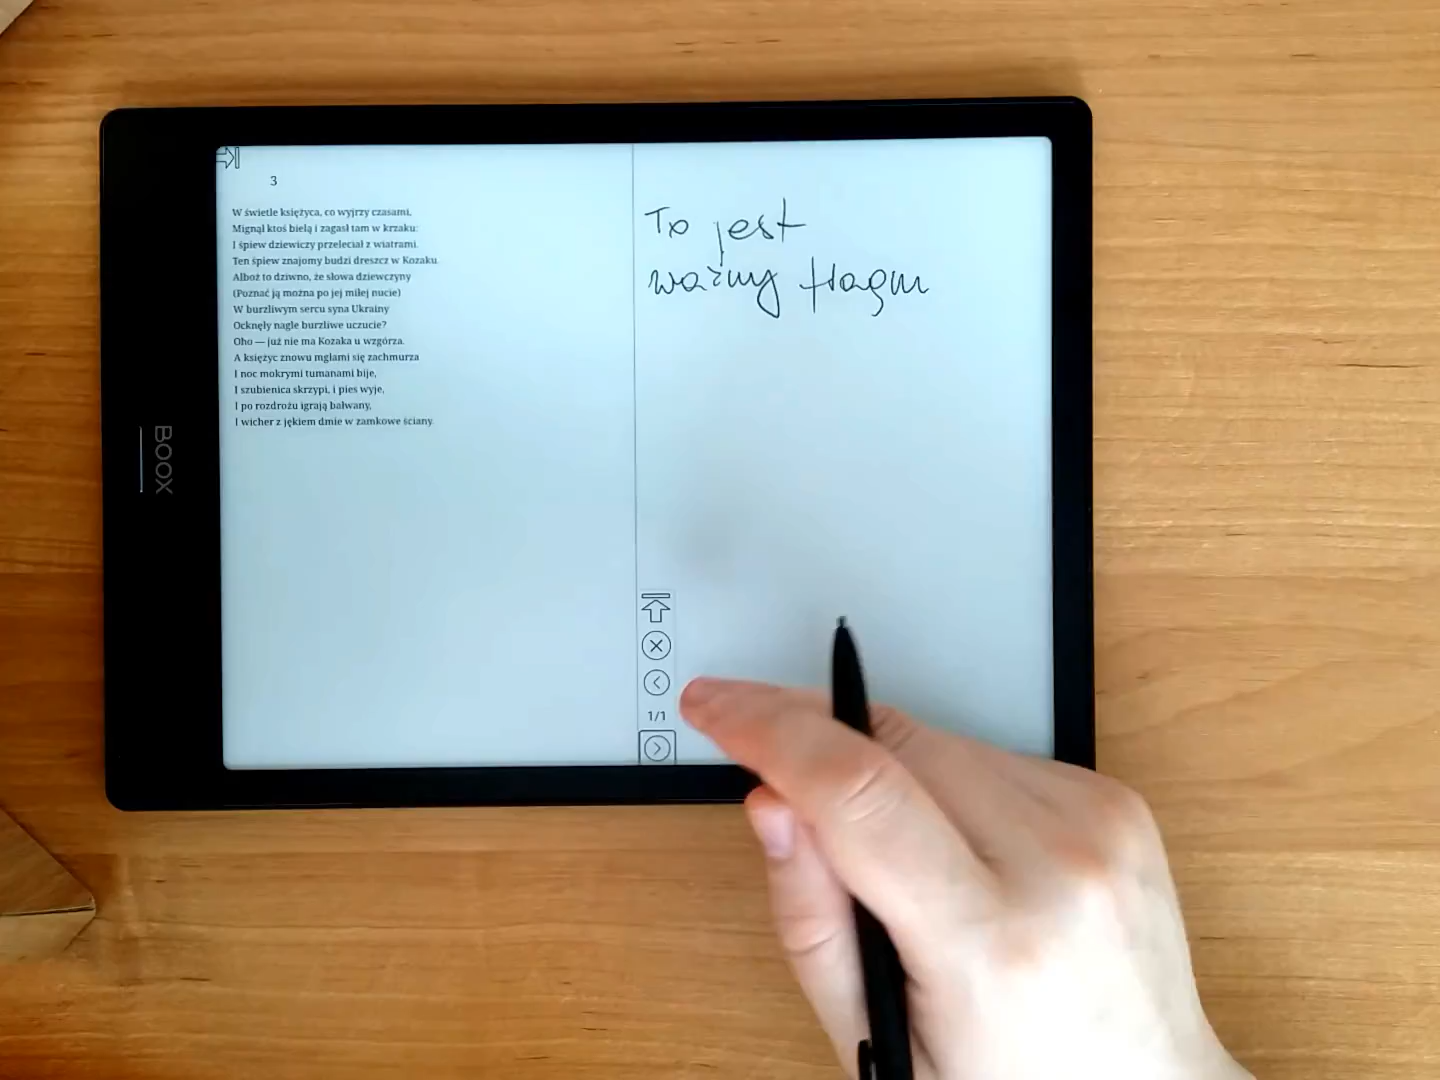 BOOX
3
W świetle księżyca, co wyjrzy czasami,
Mignął ktoś bielą i zagasł tam w krzaku:
I śpiew dziewiczy przeleciał z wiatrami.
Ten śpiew znajomy budzi dreszcz w Kozaku.
Alboż to dziwno, że słowa dziewczyny
(Poznać ją można po jej miłej nucie)
W burzliwym sercu syna Ukrainy
Ocknęły nagle burzliwe uczucie?
Oho — już nie ma Kozaka u wzgórza.
A księżyc znowu mgłami się zachmurza
I noc mokrymi tumanami bije,
I szubienica skrzypi, i pies wyje,
I po rozdrożu igrają bałwany,
I wicher z jękiem dmie w zamkowe ściany.
To jest
ważny fragm
1/1